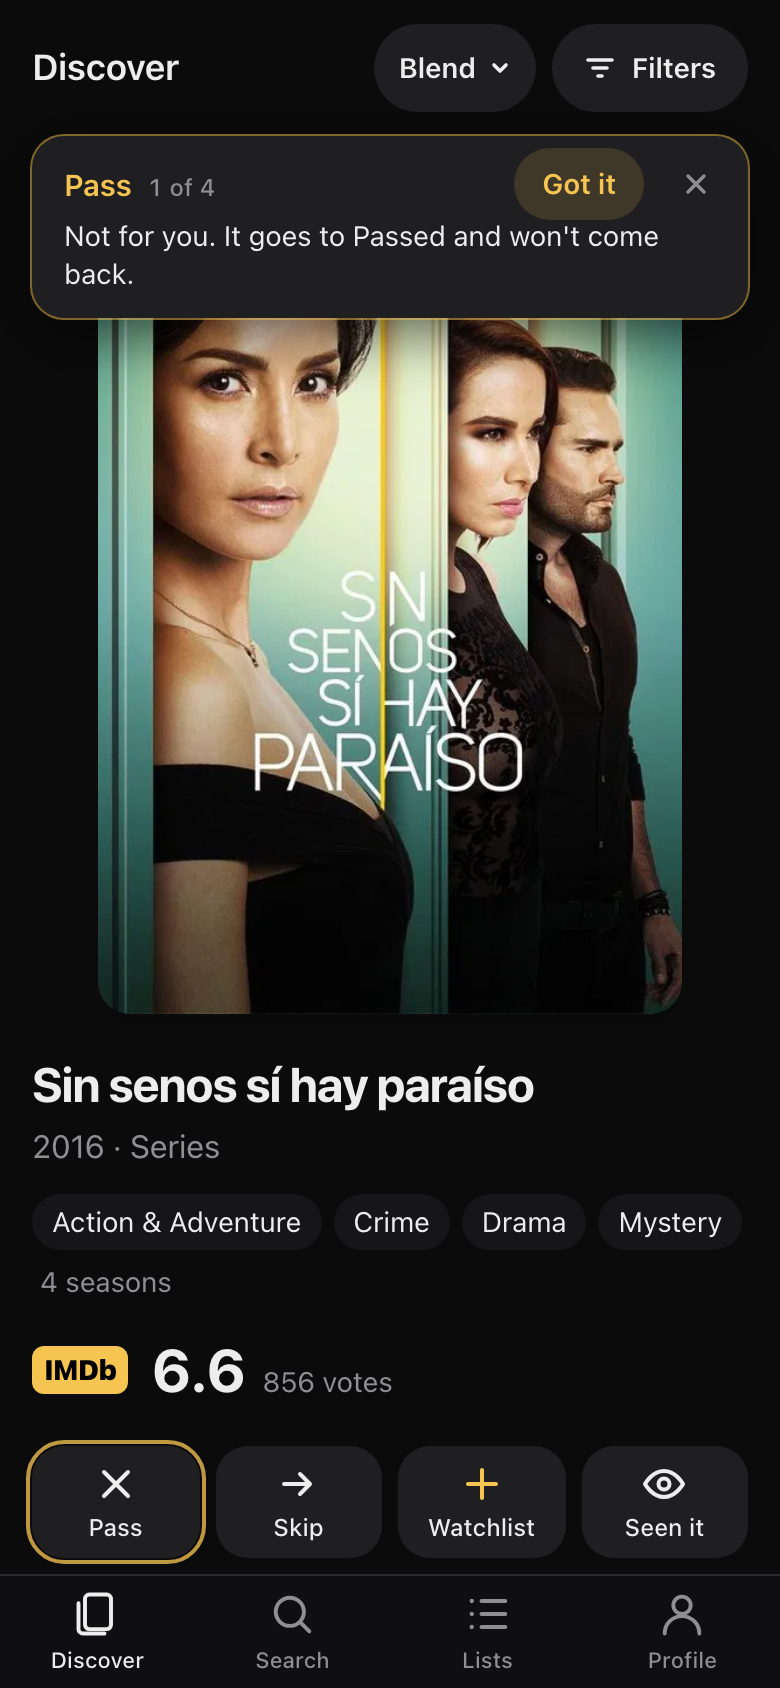 Discover
Blend
Filters
Pass 1 of 4
Got it
Not for you. It goes to Passed and won't come
back.
SIN
SENOS
SÍ HAY
PARAÍSO
Sin senos sí hay paraíso
2016 · Series
Action & Adventure
Crime
Drama
Mystery
4 seasons
IMDb 6.6 856 votes
Pass
Skip
Watchlist
Seen it
Discover
Search
Lists
Profile